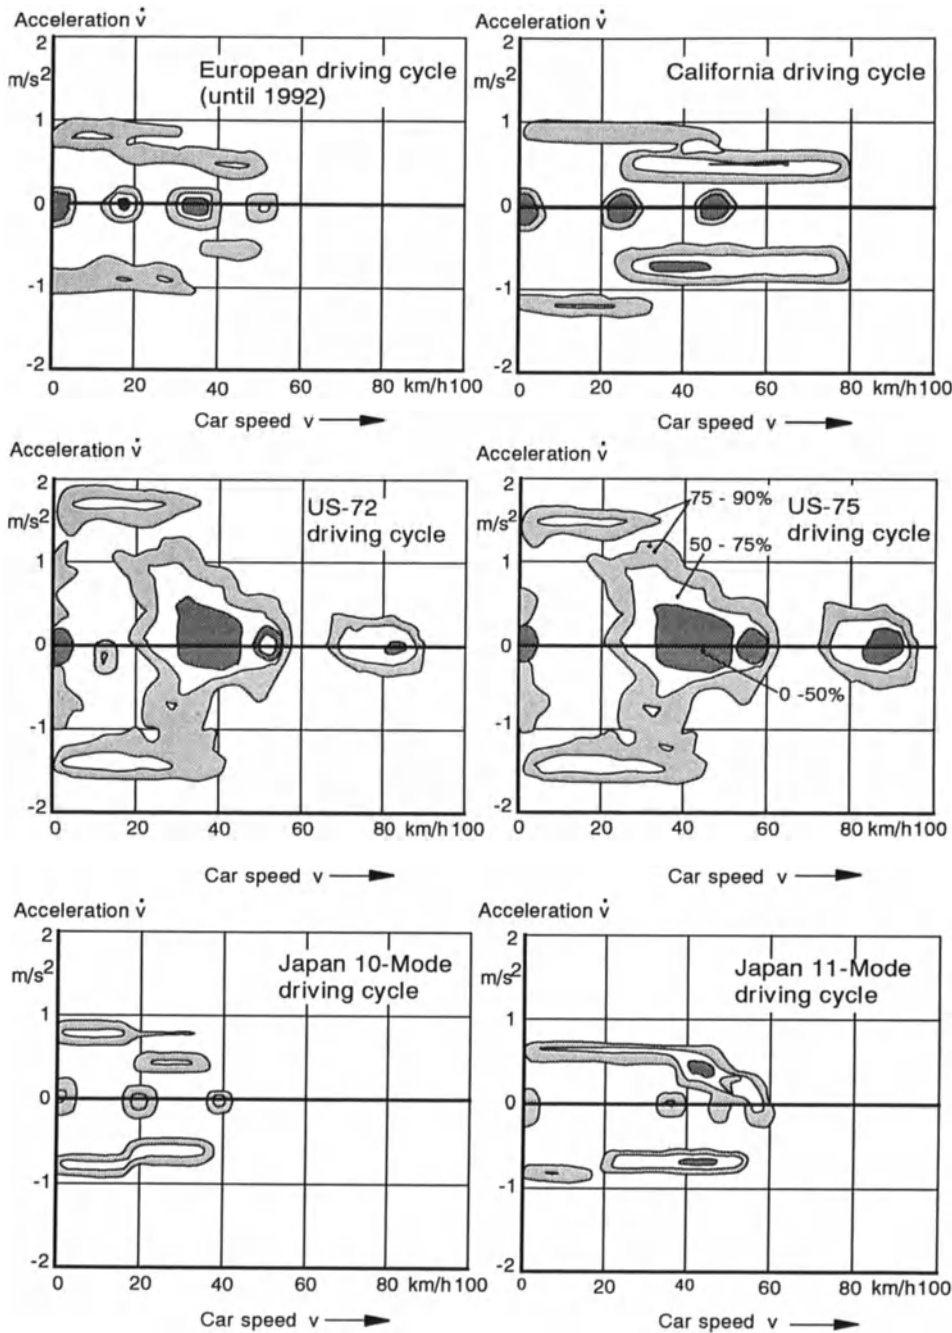 Acceleration v̇
2
m/s²
1
0
-1
-2
European driving cycle
(until 1992)
0 20 40 60 80 km/h100
Car speed v
Acceleration v̇
2
m/s²
1
0
-1
-2
California driving cycle
0 20 40 60 80 km/h100
Car speed v
Acceleration v̇
2
m/s²
1
0
-1
-2
US-72
driving cycle
0 20 40 60 80 km/h100
Car speed v
Acceleration v̇
2
m/s²
1
0
-1
-2
75 - 90%
US-75
driving cycle
50 - 75%
0 -50%
0 20 40 60 80 km/h100
Car speed v
Acceleration v̇
2
m/s²
1
0
-1
-2
Japan 10-Mode
driving cycle
0 20 40 60 80 km/h100
Car speed v
Acceleration v̇
2
m/s²
1
0
-1
-2
Japan 11-Mode
driving cycle
0 20 40 60 80 km/h100
Car speed v